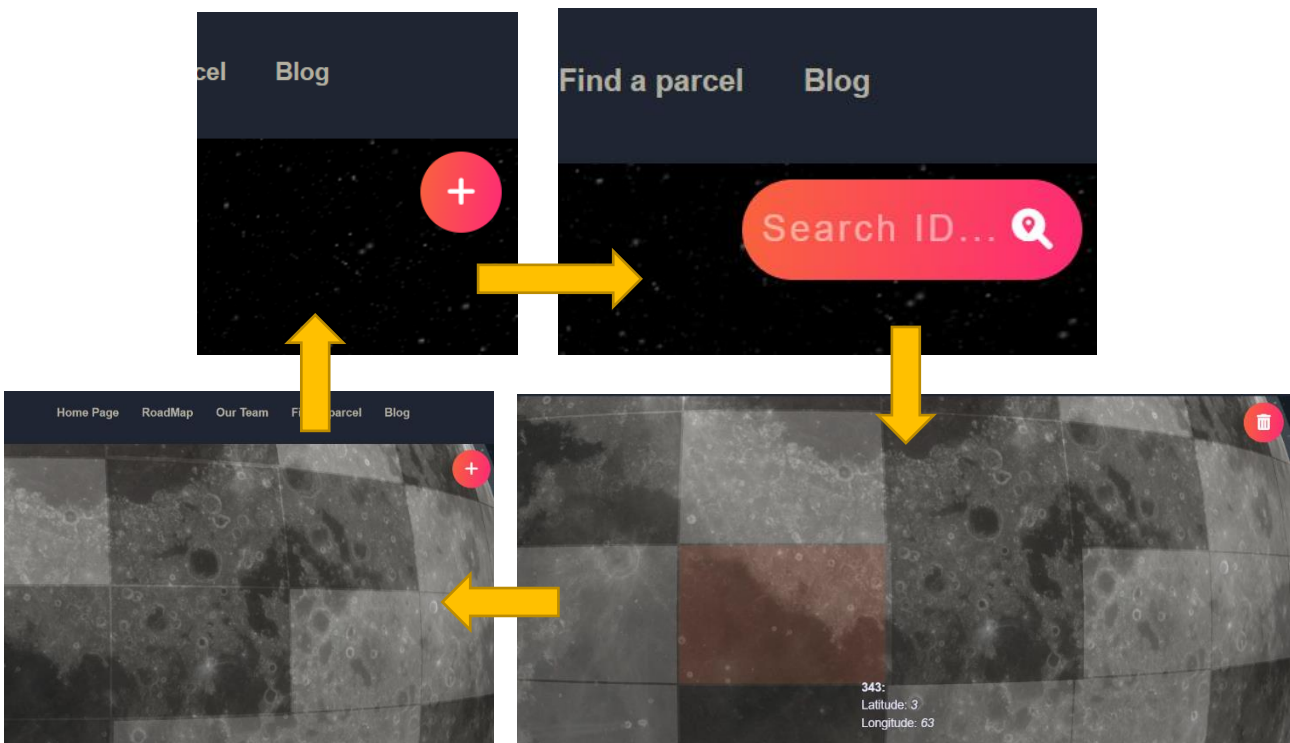 cel Blog
Find a parcel Blog
Search ID...
Home Page RoadMap Our Team Fi parcel Blog
343:
Latitude: 3
Longitude: 63